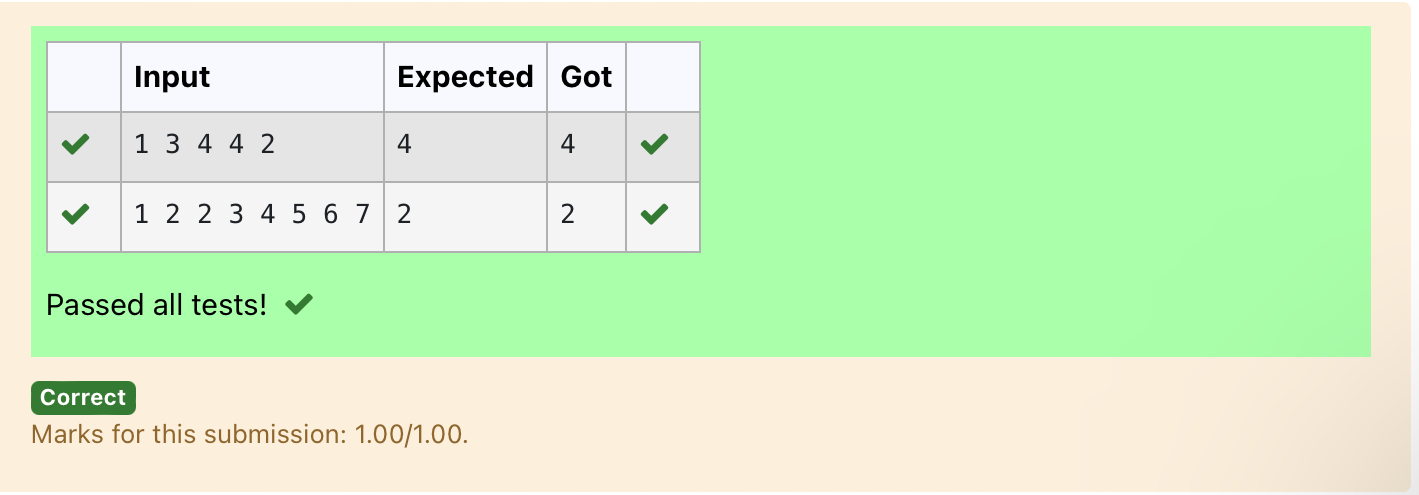 Input Expected Got
1 3 4 4 2 4 4
1 2 2 3 4 5 6 7 2 2
Passed all tests!
Correct
Marks for this submission: 1.00/1.00.